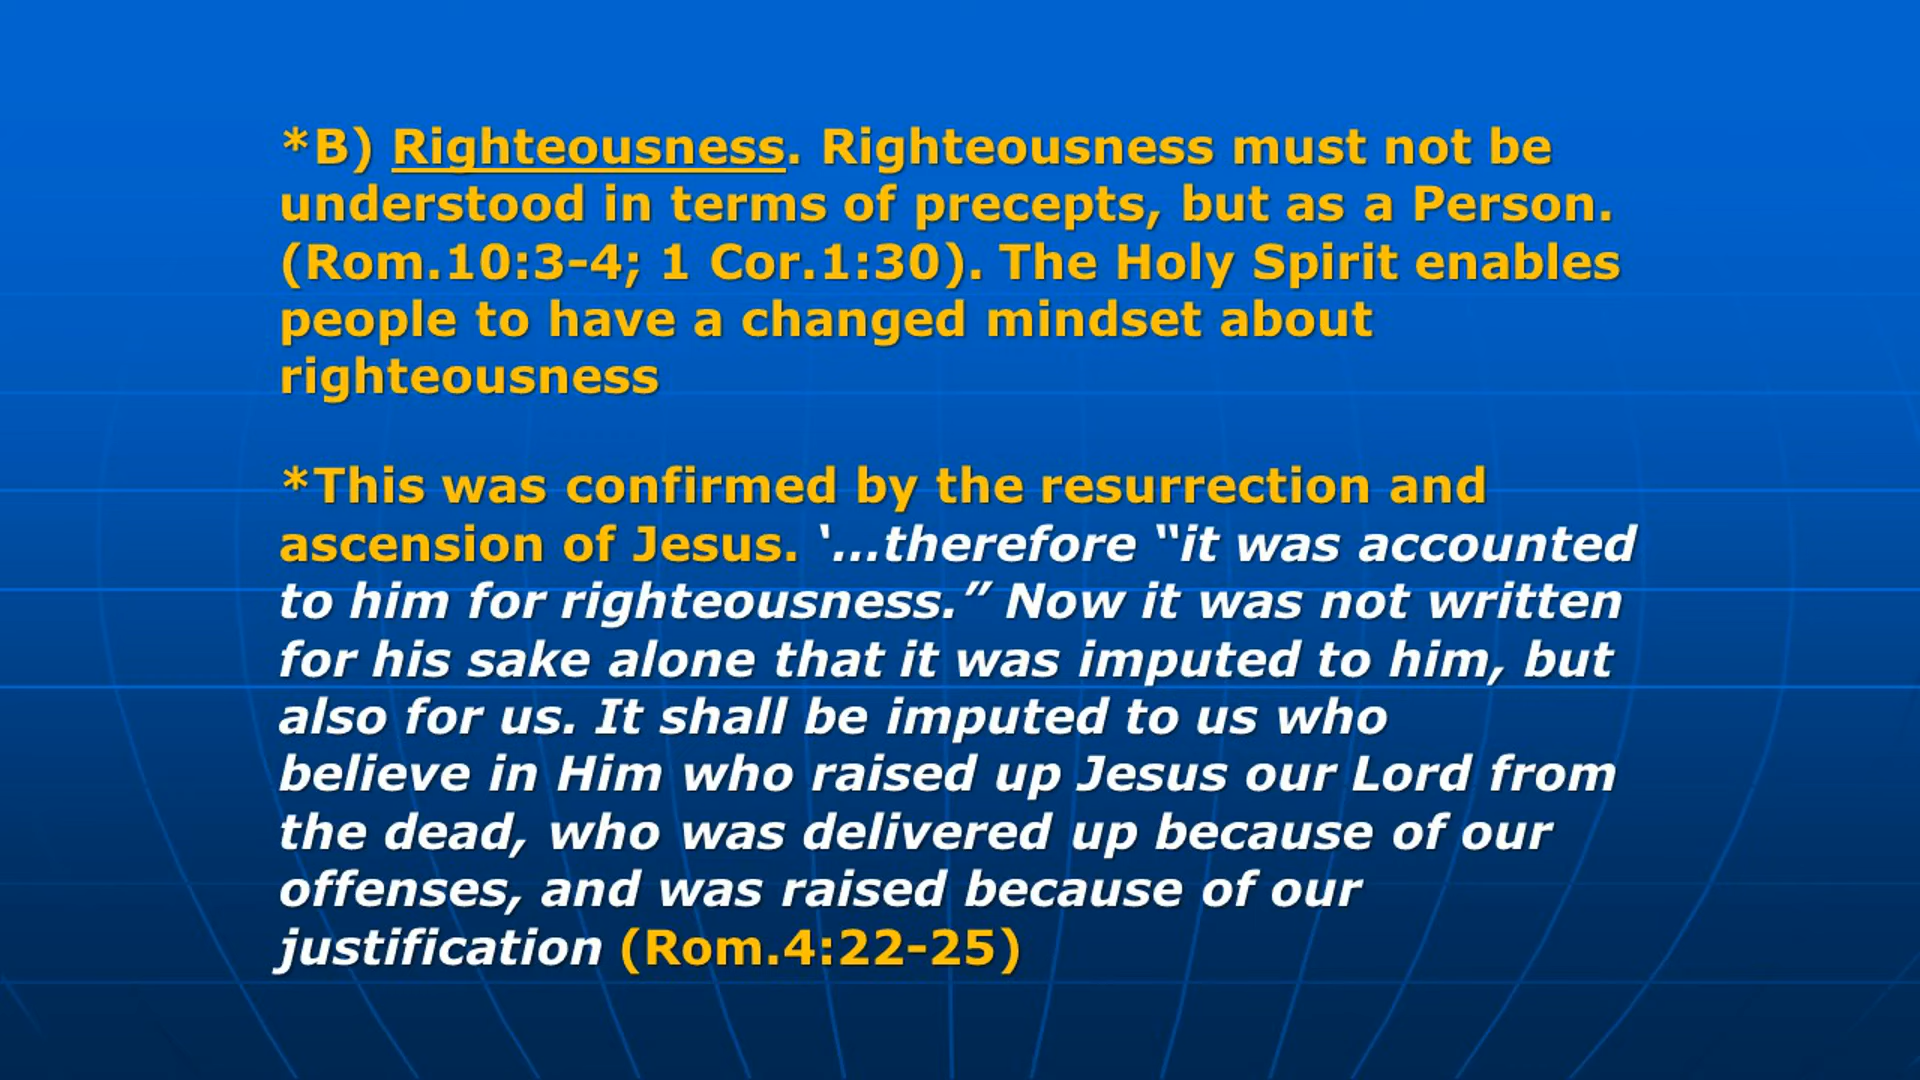 *B) Righteousness. Righteousness must not be
understood in terms of precepts, but as a Person.
(Rom.10:3-4; 1 Cor.1:30). The Holy Spirit enables
people to have a changed mindset about
righteousness
*This was confirmed by the resurrection and
ascension of Jesus. ‘…therefore “it was accounted
to him for righteousness.” Now it was not written
for his sake alone that it was imputed to him, but
also for us. It shall be imputed to us who
believe in Him who raised up Jesus our Lord from
the dead, who was delivered up because of our
offenses, and was raised because of our
justification (Rom.4:22-25)